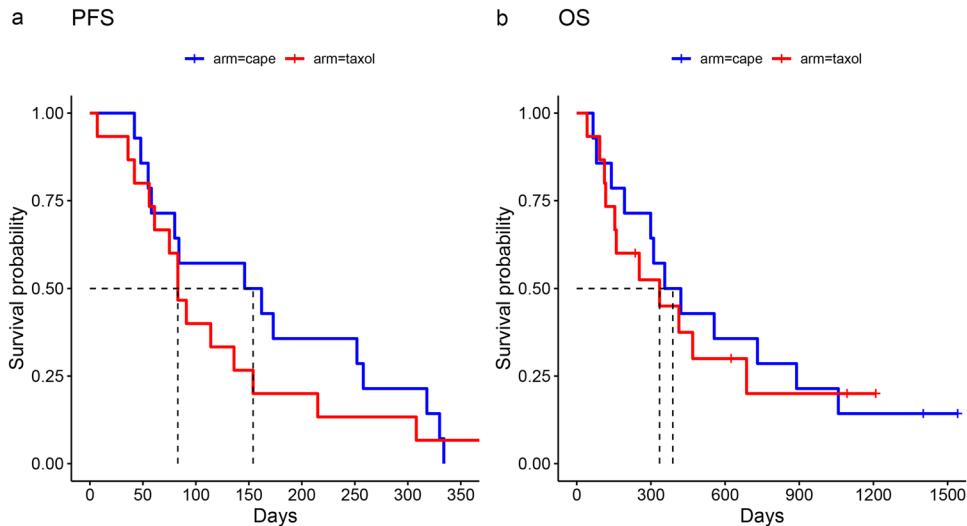 a PFS
arm=cape arm=taxol
Survival probability
1.00
0.75
0.50
0.25
0.00
0 50 100 150 200 250 300 350
Days
b OS
arm=cape arm=taxol
Survival probability
1.00
0.75
0.50
0.25
0.00
0 300 600 900 1200 1500
Days